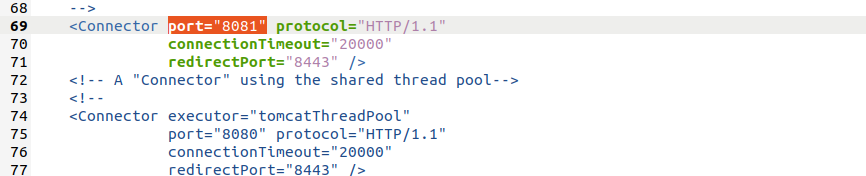 68 -->
69 <Connector port="8081" protocol="HTTP/1.1"
70 connectionTimeout="20000"
71 redirectPort="8443" />
72 <!-- A "Connector" using the shared thread pool-->
73 <!--
74 <Connector executor="tomcatThreadPool"
75 port="8080" protocol="HTTP/1.1"
76 connectionTimeout="20000"
77 redirectPort="8443" />